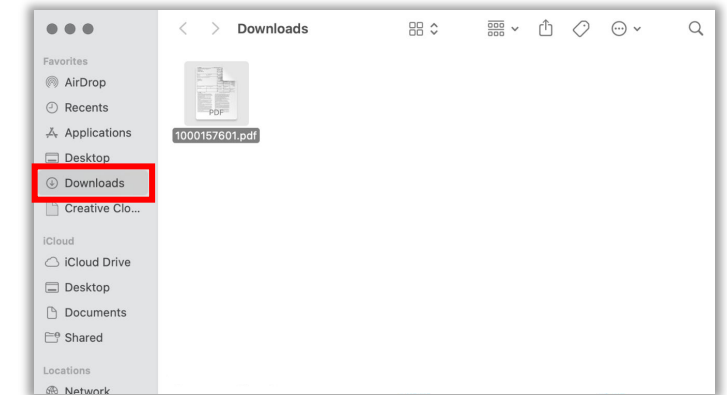 Downloads
Favorites
AirDrop
Recents
Applications
Desktop
Downloads
Creative Clo...
iCloud
iCloud Drive
Desktop
Documents
Shared
Locations
Network
PDF
1000157601.pdf